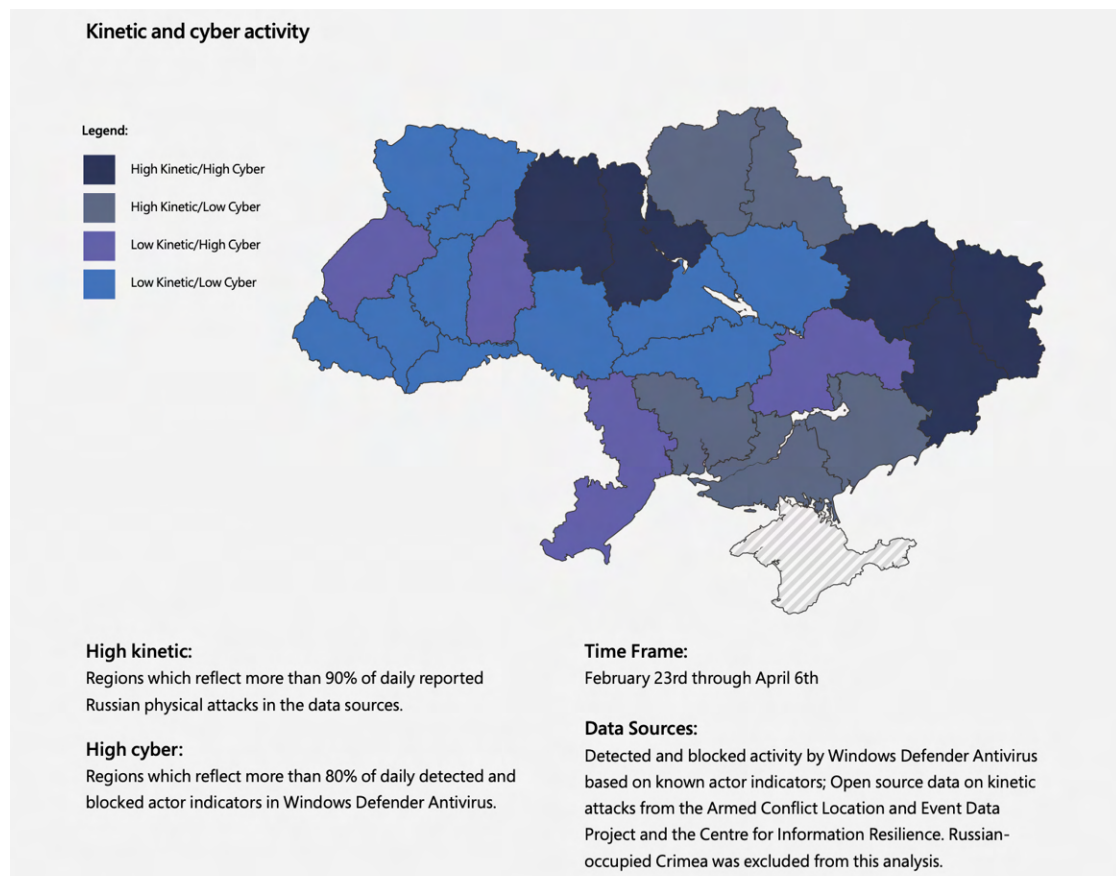 Kinetic and cyber activity
Legend:
High Kinetic/High Cyber
High Kinetic/Low Cyber
Low Kinetic/High Cyber
Low Kinetic/Low Cyber
High kinetic:
Regions which reflect more than 90% of daily reported
Russian physical attacks in the data sources.
High cyber:
Regions which reflect more than 80% of daily detected and
blocked actor indicators in Windows Defender Antivirus.
Time Frame:
February 23rd through April 6th
Data Sources:
Detected and blocked activity by Windows Defender Antivirus
based on known actor indicators; Open source data on kinetic
attacks from the Armed Conflict Location and Event Data
Project and the Centre for Information Resilience. Russian-
occupied Crimea was excluded from this analysis.